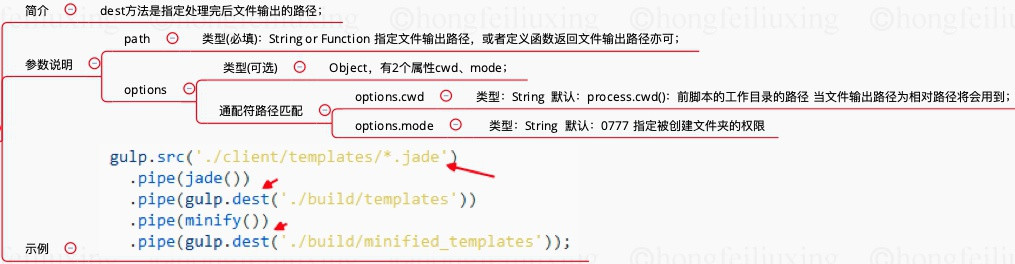 ©hongfeiliuxing ©hongfeiliuxing
简介 dest方法是指定处理完后文件输出的路径；
path 类型(必填)：String or Function 指定文件输出路径，或者定义函数返回文件输出路径亦可；
参数说明
类型(可选) Object，有2个属性cwd、mode；
options
options.cwd 类型：String 默认：process.cwd()：前脚本的工作目录的路径 当文件输出路径为相对路径将会用到；
通配符路径匹配
options.mode 类型：String 默认：0777 指定被创建文件夹的权限
gulp.src('./client/templates/*.jade')
.pipe(jade())
.pipe(gulp.dest('./build/templates'))
.pipe(minify())
.pipe(gulp.dest('./build/minified_templates'));
示例